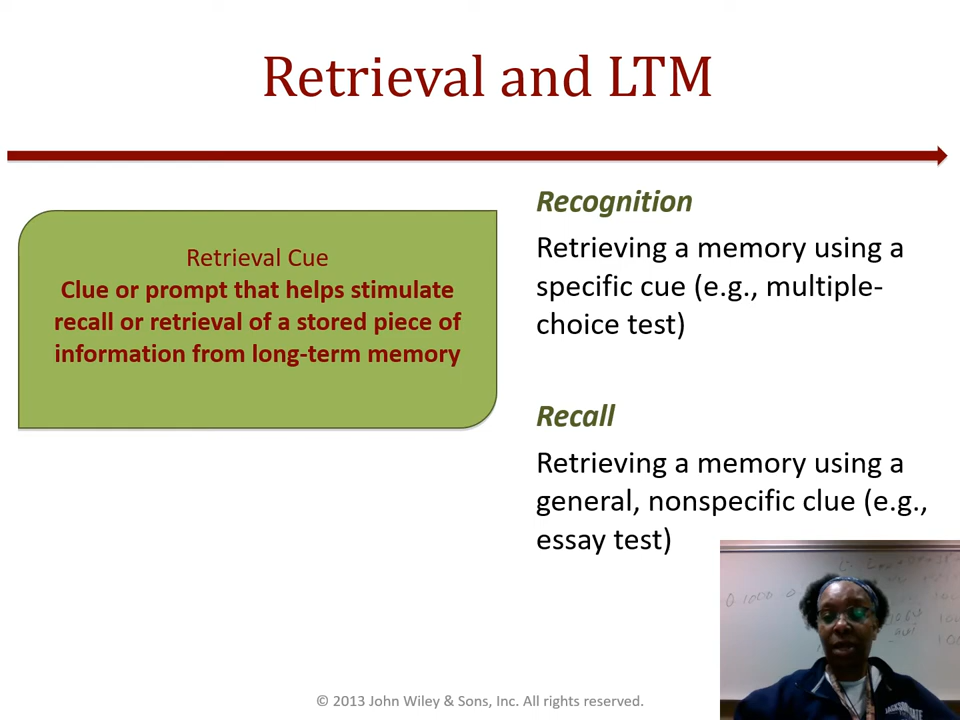 Retrieval and LTM
Retrieval Cue
Clue or prompt that helps stimulate
recall or retrieval of a stored piece of
information from long-term memory
Recognition
Retrieving a memory using a
specific cue (e.g., multiple-
choice test)
Recall
Retrieving a memory using a
general, nonspecific clue (e.g.,
essay test)
JACKSON STATE
© 2013 John Wiley & Sons, Inc. All rights reserved.